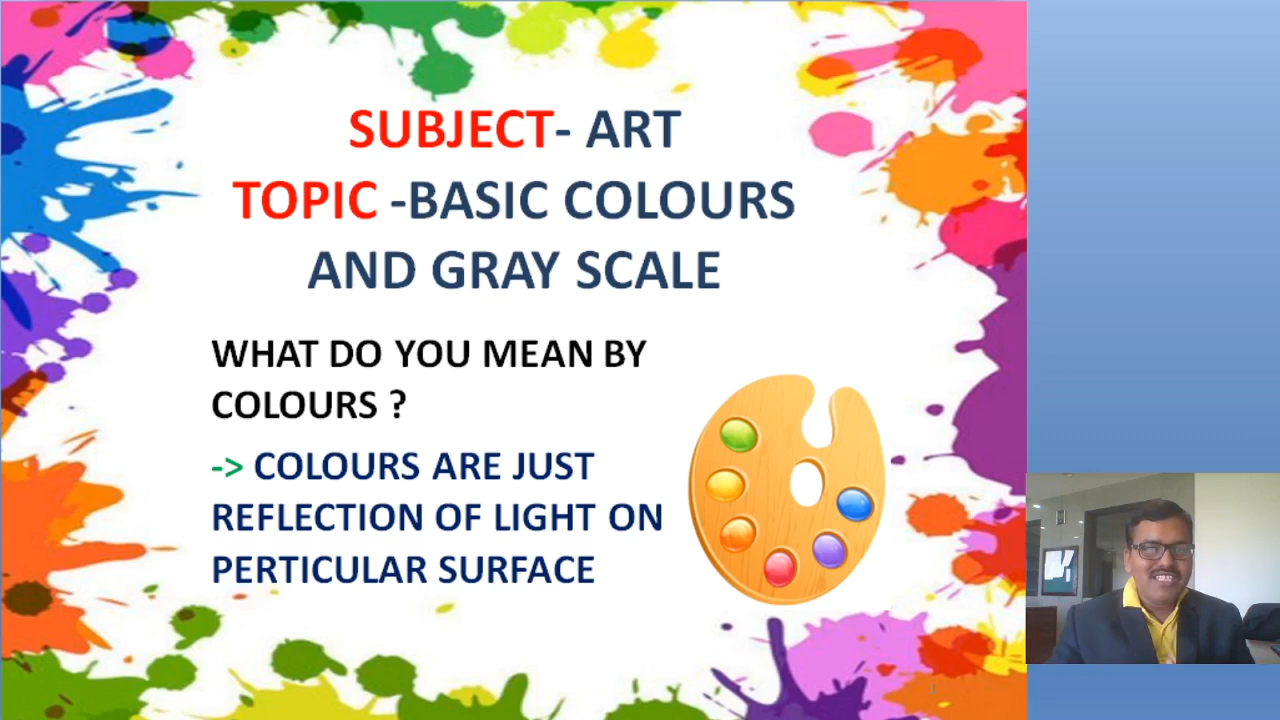 SUBJECT- ART
TOPIC -BASIC COLOURS
AND GRAY SCALE
WHAT DO YOU MEAN BY
COLOURS ?
-> COLOURS ARE JUST
REFLECTION OF LIGHT ON
PERTICULAR SURFACE
1